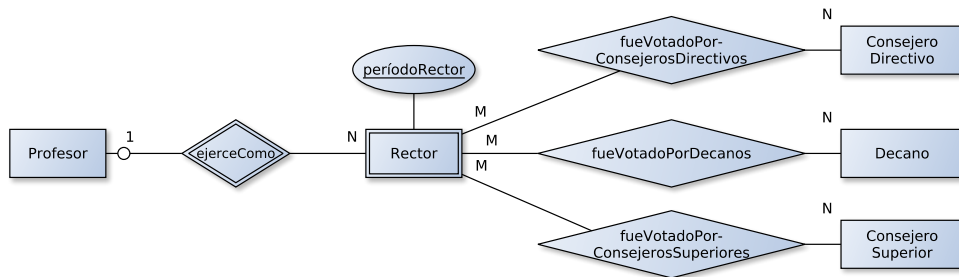 N
fueVotadoPor-
ConsejerosDirectivos
Consejero
Directivo
períodoRector
M
1
N
M
N
Profesor
ejerceComo
Rector
fueVotadoPorDecanos
Decano
M
N
fueVotadoPor-
ConsejerosSuperiores
Consejero
Superior